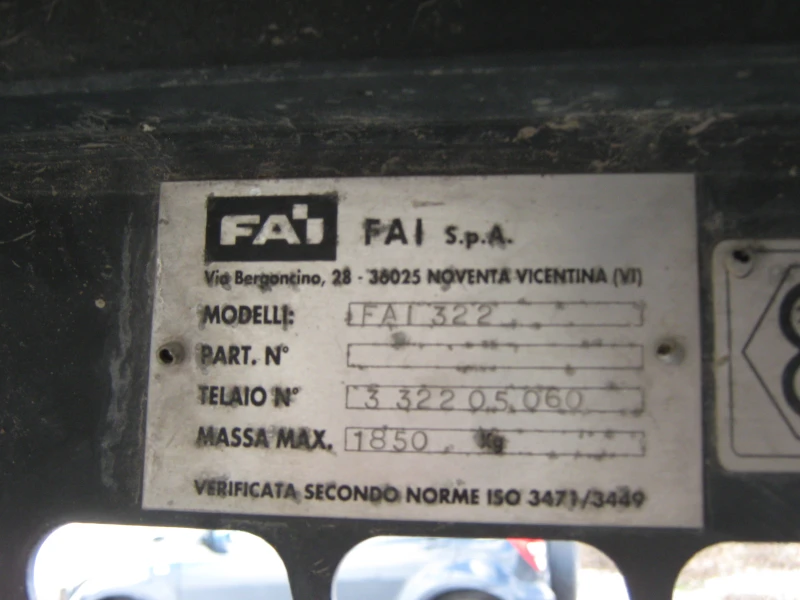 FAI FAI S.p.A.
Via Bergoncino, 28 - 36025 NOVENTA VICENTINA (VI)
MODELLI: FAI 322
PART. N°
TELAIO N° 3 322 05 060
MASSA MAX. 1850 Kg
VERIFICATA SECONDO NORME ISO 3471/3449